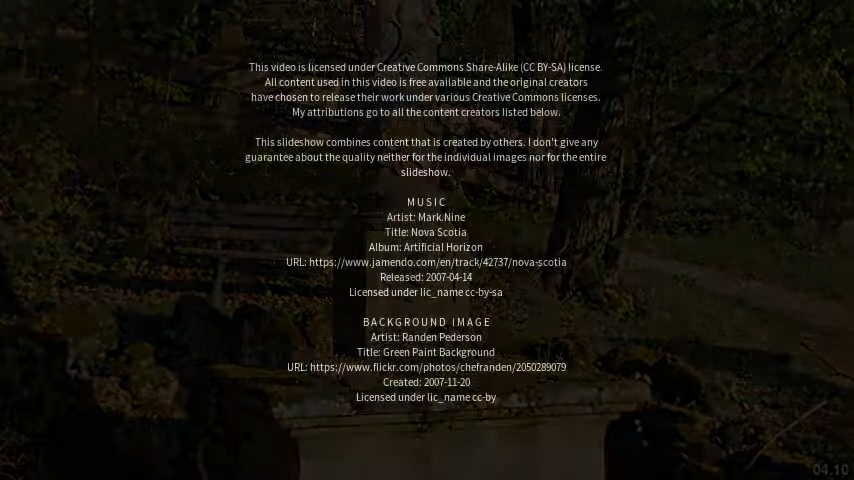 This video is licensed under Creative Commons Share-Alike (CC BY-SA) license.
All content used in this video is free available and the original creators
have chosen to release their work under various Creative Commons licenses.
My attributions go to all the content creators listed below.
This slideshow combines content that is created by others. I don't give any
guarantee about the quality neither for the individual images nor for the entire
slideshow.
MUSIC
Artist: Mark.Nine
Title: Nova Scotia
Album: Artificial Horizon
URL: https://www.jamendo.com/en/track/42737/nova-scotia
Released: 2007-04-14
Licensed under lic_name cc-by-sa
BACKGROUND IMAGE
Artist: Randen Pederson
Title: Green Paint Background
URL: https://www.flickr.com/photos/chefranden/2050289079
Created: 2007-11-20
Licensed under lic_name cc-by
04.10